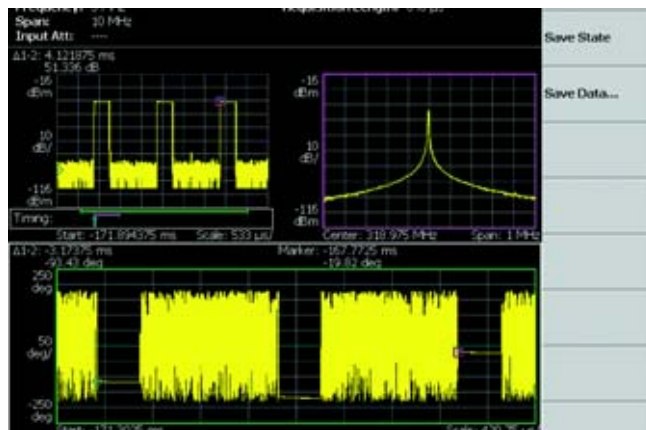 Span: 10 MHz
Input Att: ----
Δ1-2: 4.121875 ms
51.336 dB
-15
dBm
10
dB/
-115
dBm
Timing:
Start: -171.894375 ms Scale: 533 µs/
-15
dBm
10
dB/
-115
dBm
Center: 318.975 MHz Span: 1 MHz
Δ1-2: -3.17375 ms Marker: -167.7725 ms
-93.43 deg -19.82 deg
250
deg
50
deg/
-250
deg
Save State
Save Data...